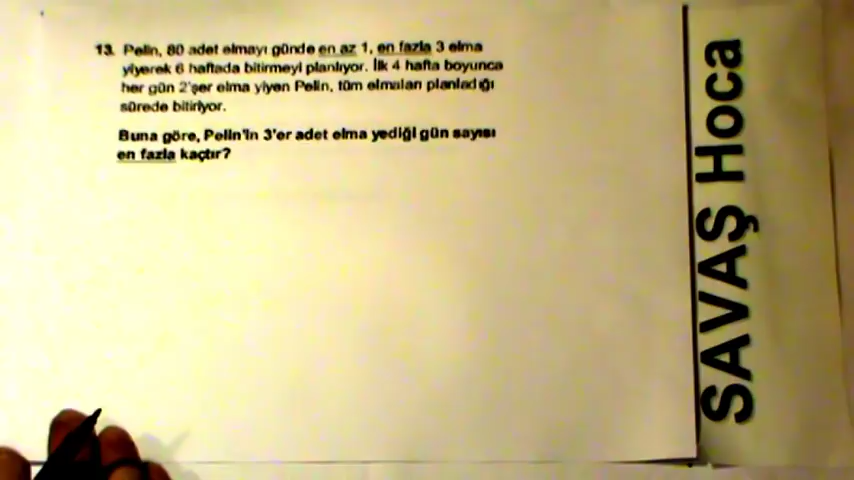 13. Pelin, 80 adet elmayı günde en az 1, en fazla 3 elma
yiyerek 6 haftada bitirmeyi planlıyor. İlk 4 hafta boyunca
her gün 2'şer elma yiyen Pelin, tüm elmaları planladığı
sürede bitiriyor.
Buna göre, Pelin'in 3'er adet elma yediği gün sayısı
en fazla kaçtır?
SAVAŞ Hoca